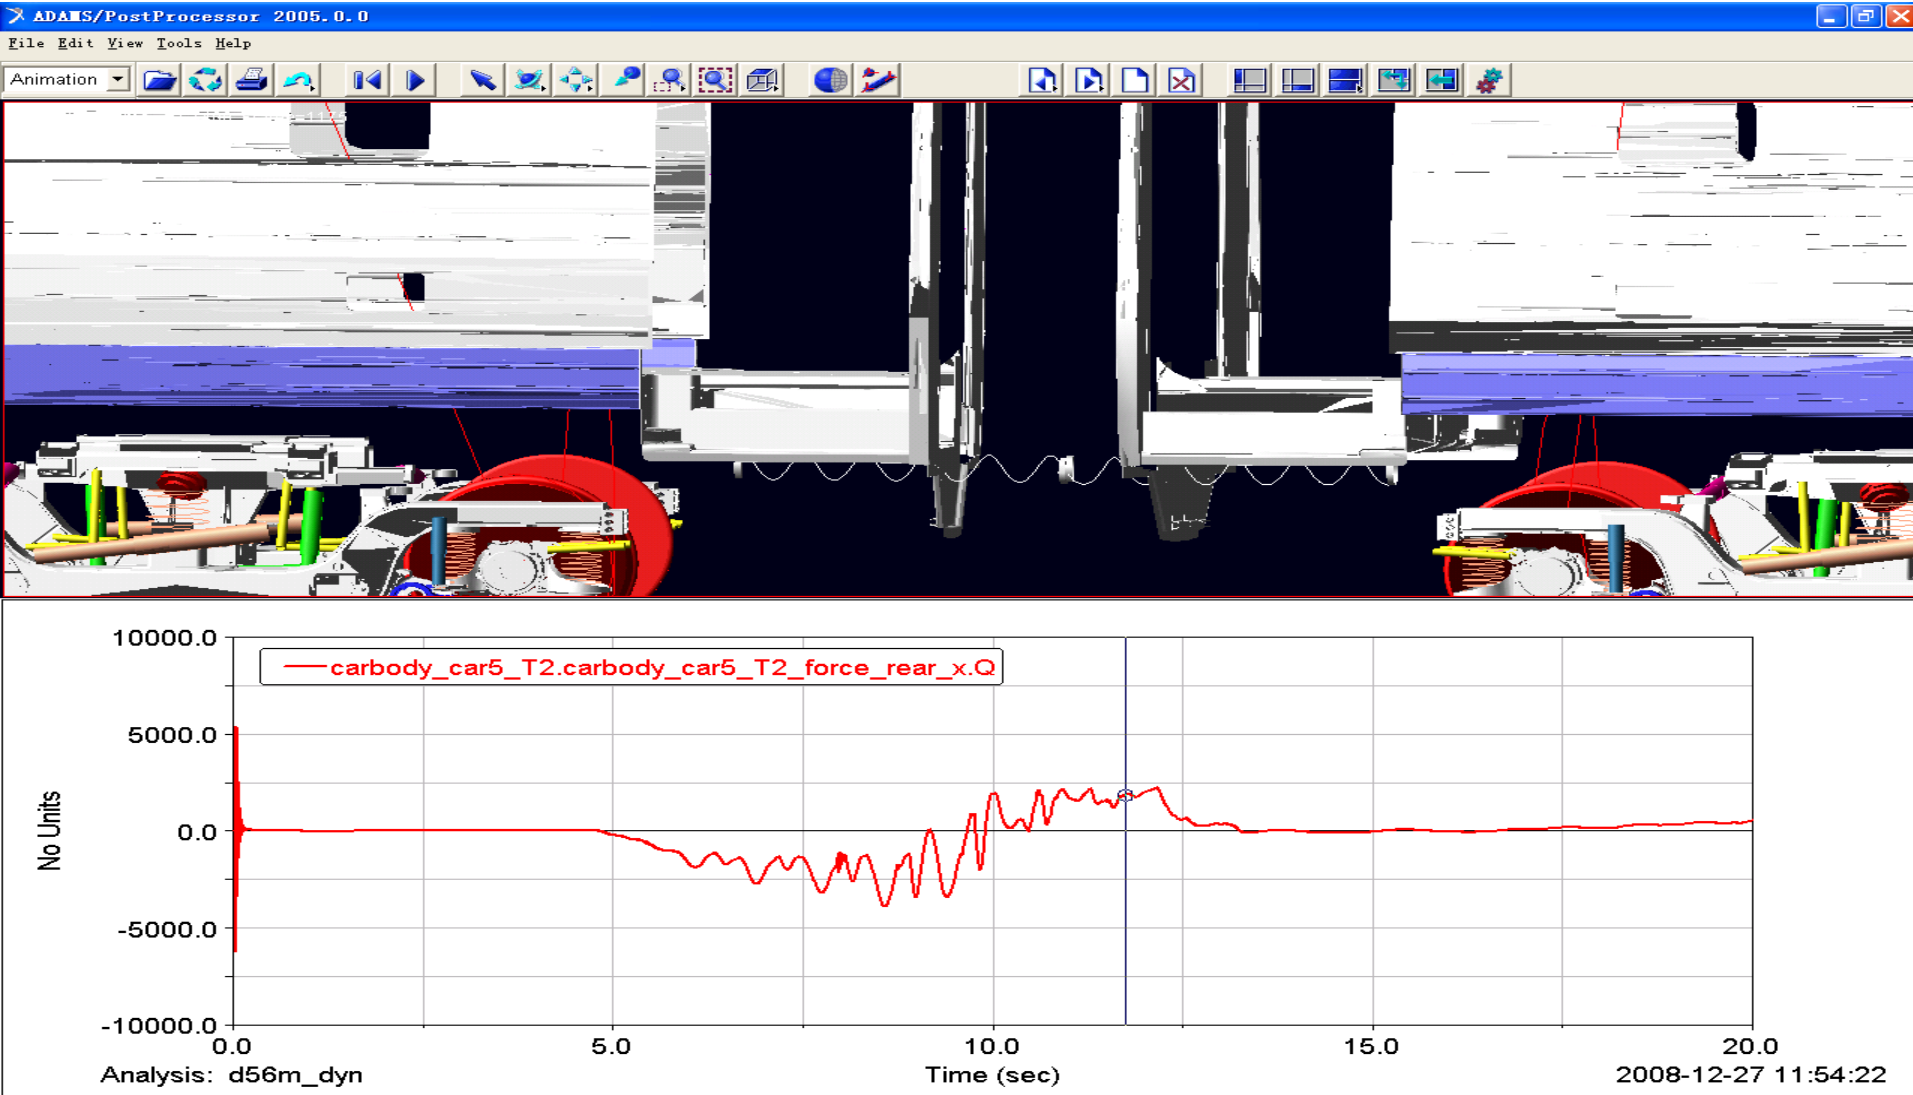 ADAMS/PostProcessor 2005.0.0
File Edit View Tools Help
Animation
10000.0
5000.0
0.0
-5000.0
-10000.0
No Units
carbody_car5_T2.carbody_car5_T2_force_rear_x.Q
0.0 5.0 10.0 15.0 20.0
Analysis: d56m_dyn Time (sec) 2008-12-27 11:54:22